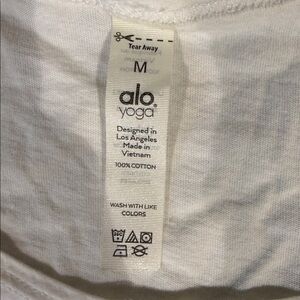 Tear Away
M
alo
yoga
Designed in
Los Angeles
Made in
Vietnam
100% COTTON
WASH WITH LIKE
COLORS